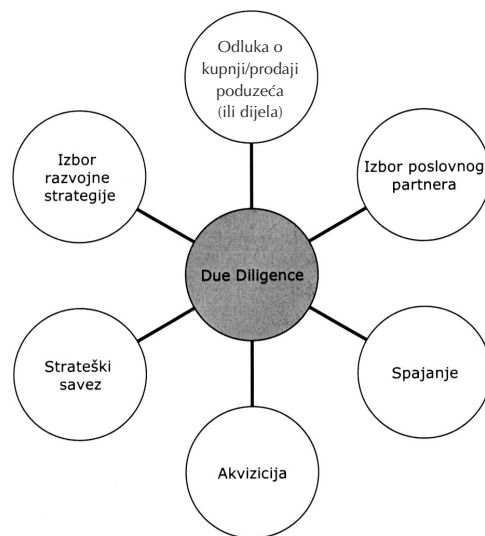 Odluka o
kupnji/prodaji
poduzeća
(ili dijela)
Izbor
razvojne
strategije
Izbor poslovnog
partnera
Due Diligence
Strateški
savez
Spajanje
Akvizicija